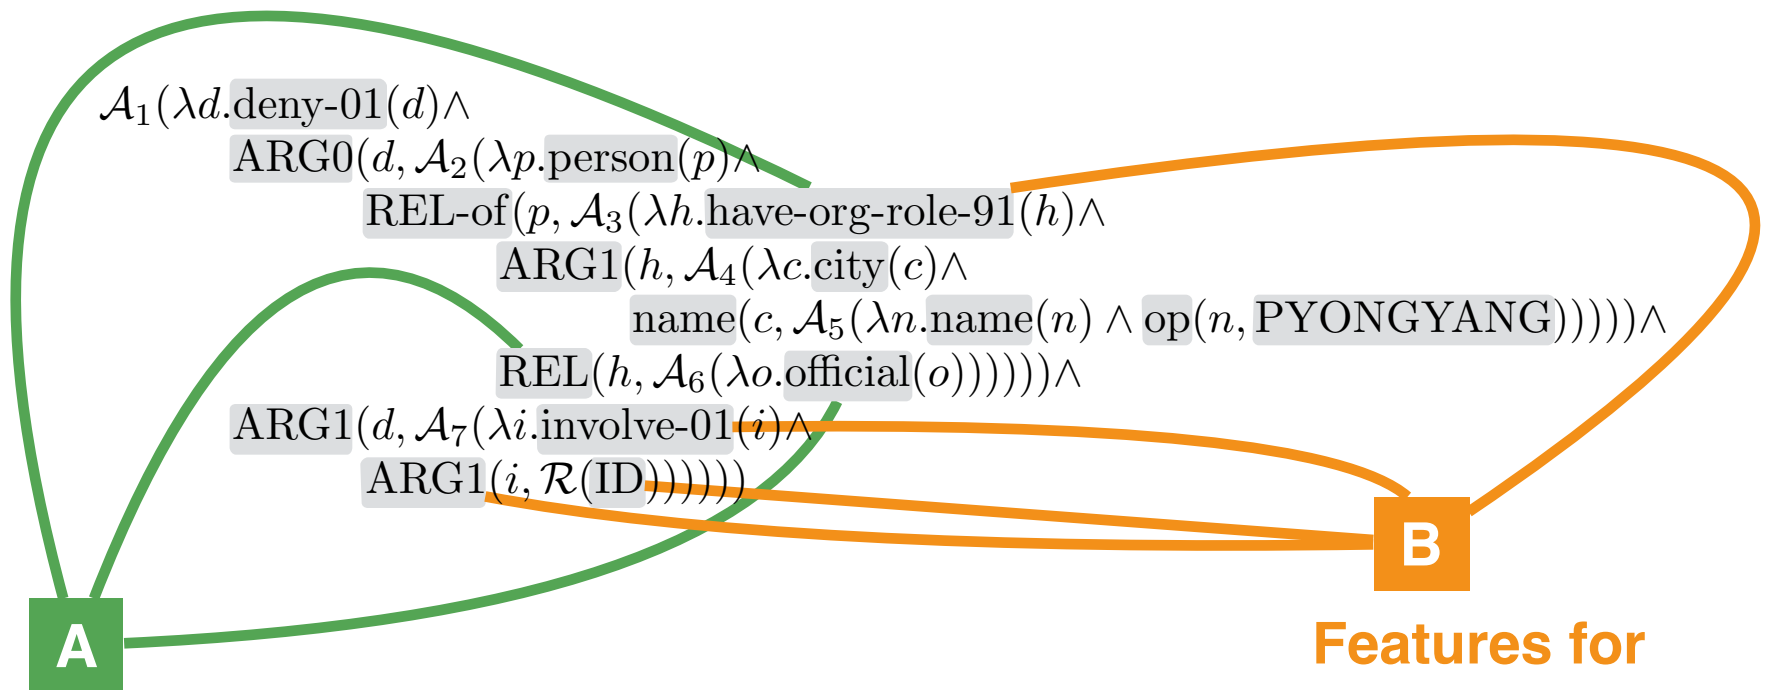 𝒜₁(λd.deny-01(d)∧
ARG0(d, 𝒜₂(λp.person(p)∧
REL-of(p, 𝒜₃(λh.have-org-role-91(h)∧
ARG1(h, 𝒜₄(λc.city(c)∧
name(c, 𝒜₅(λn.name(n) ∧ op(n, PYONGYANG)))))∧
REL(h, 𝒜₆(λo.official(o))))))∧
ARG1(d, 𝒜₇(λi.involve-01(i)∧
ARG1(i, ℛ(ID))))))
B
A
Features for